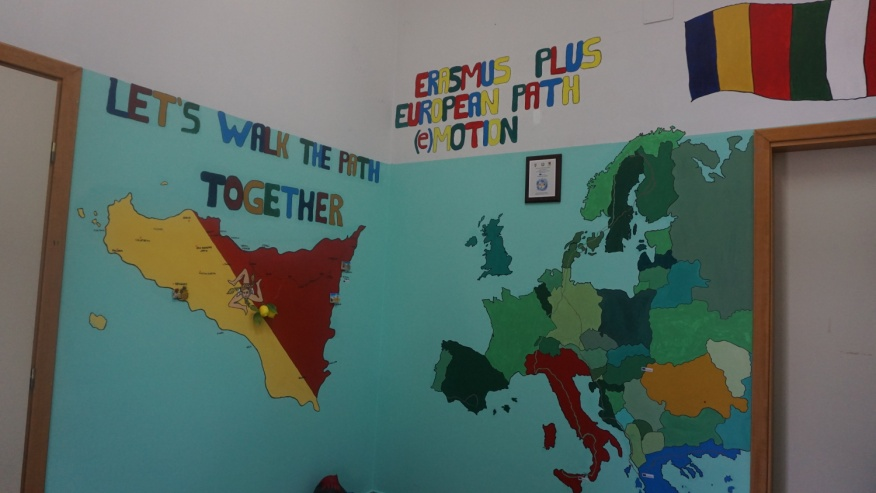 LET'S WALK THE PATH
TOGETHER
ERASMUS PLUS
EUROPEAN PATH
(e)MOTION